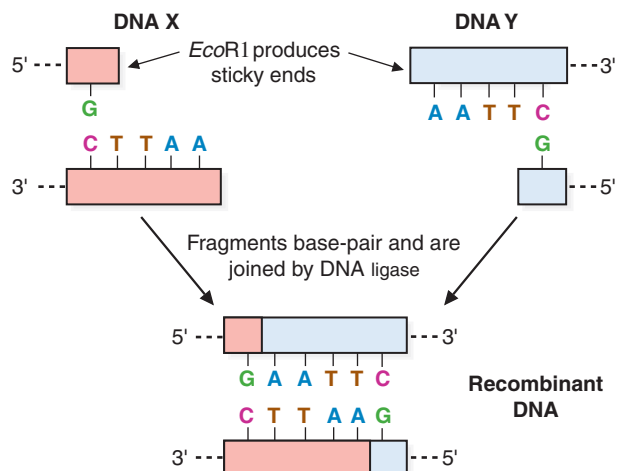 DNA X
DNA Y
EcoR1 produces
sticky ends
5'
3'
G
A A T T C
C T T A A
G
3'
5'
Fragments base-pair and are
joined by DNA ligase
5'
3'
G A A T T C
C T T A A G
Recombinant
DNA
3'
5'